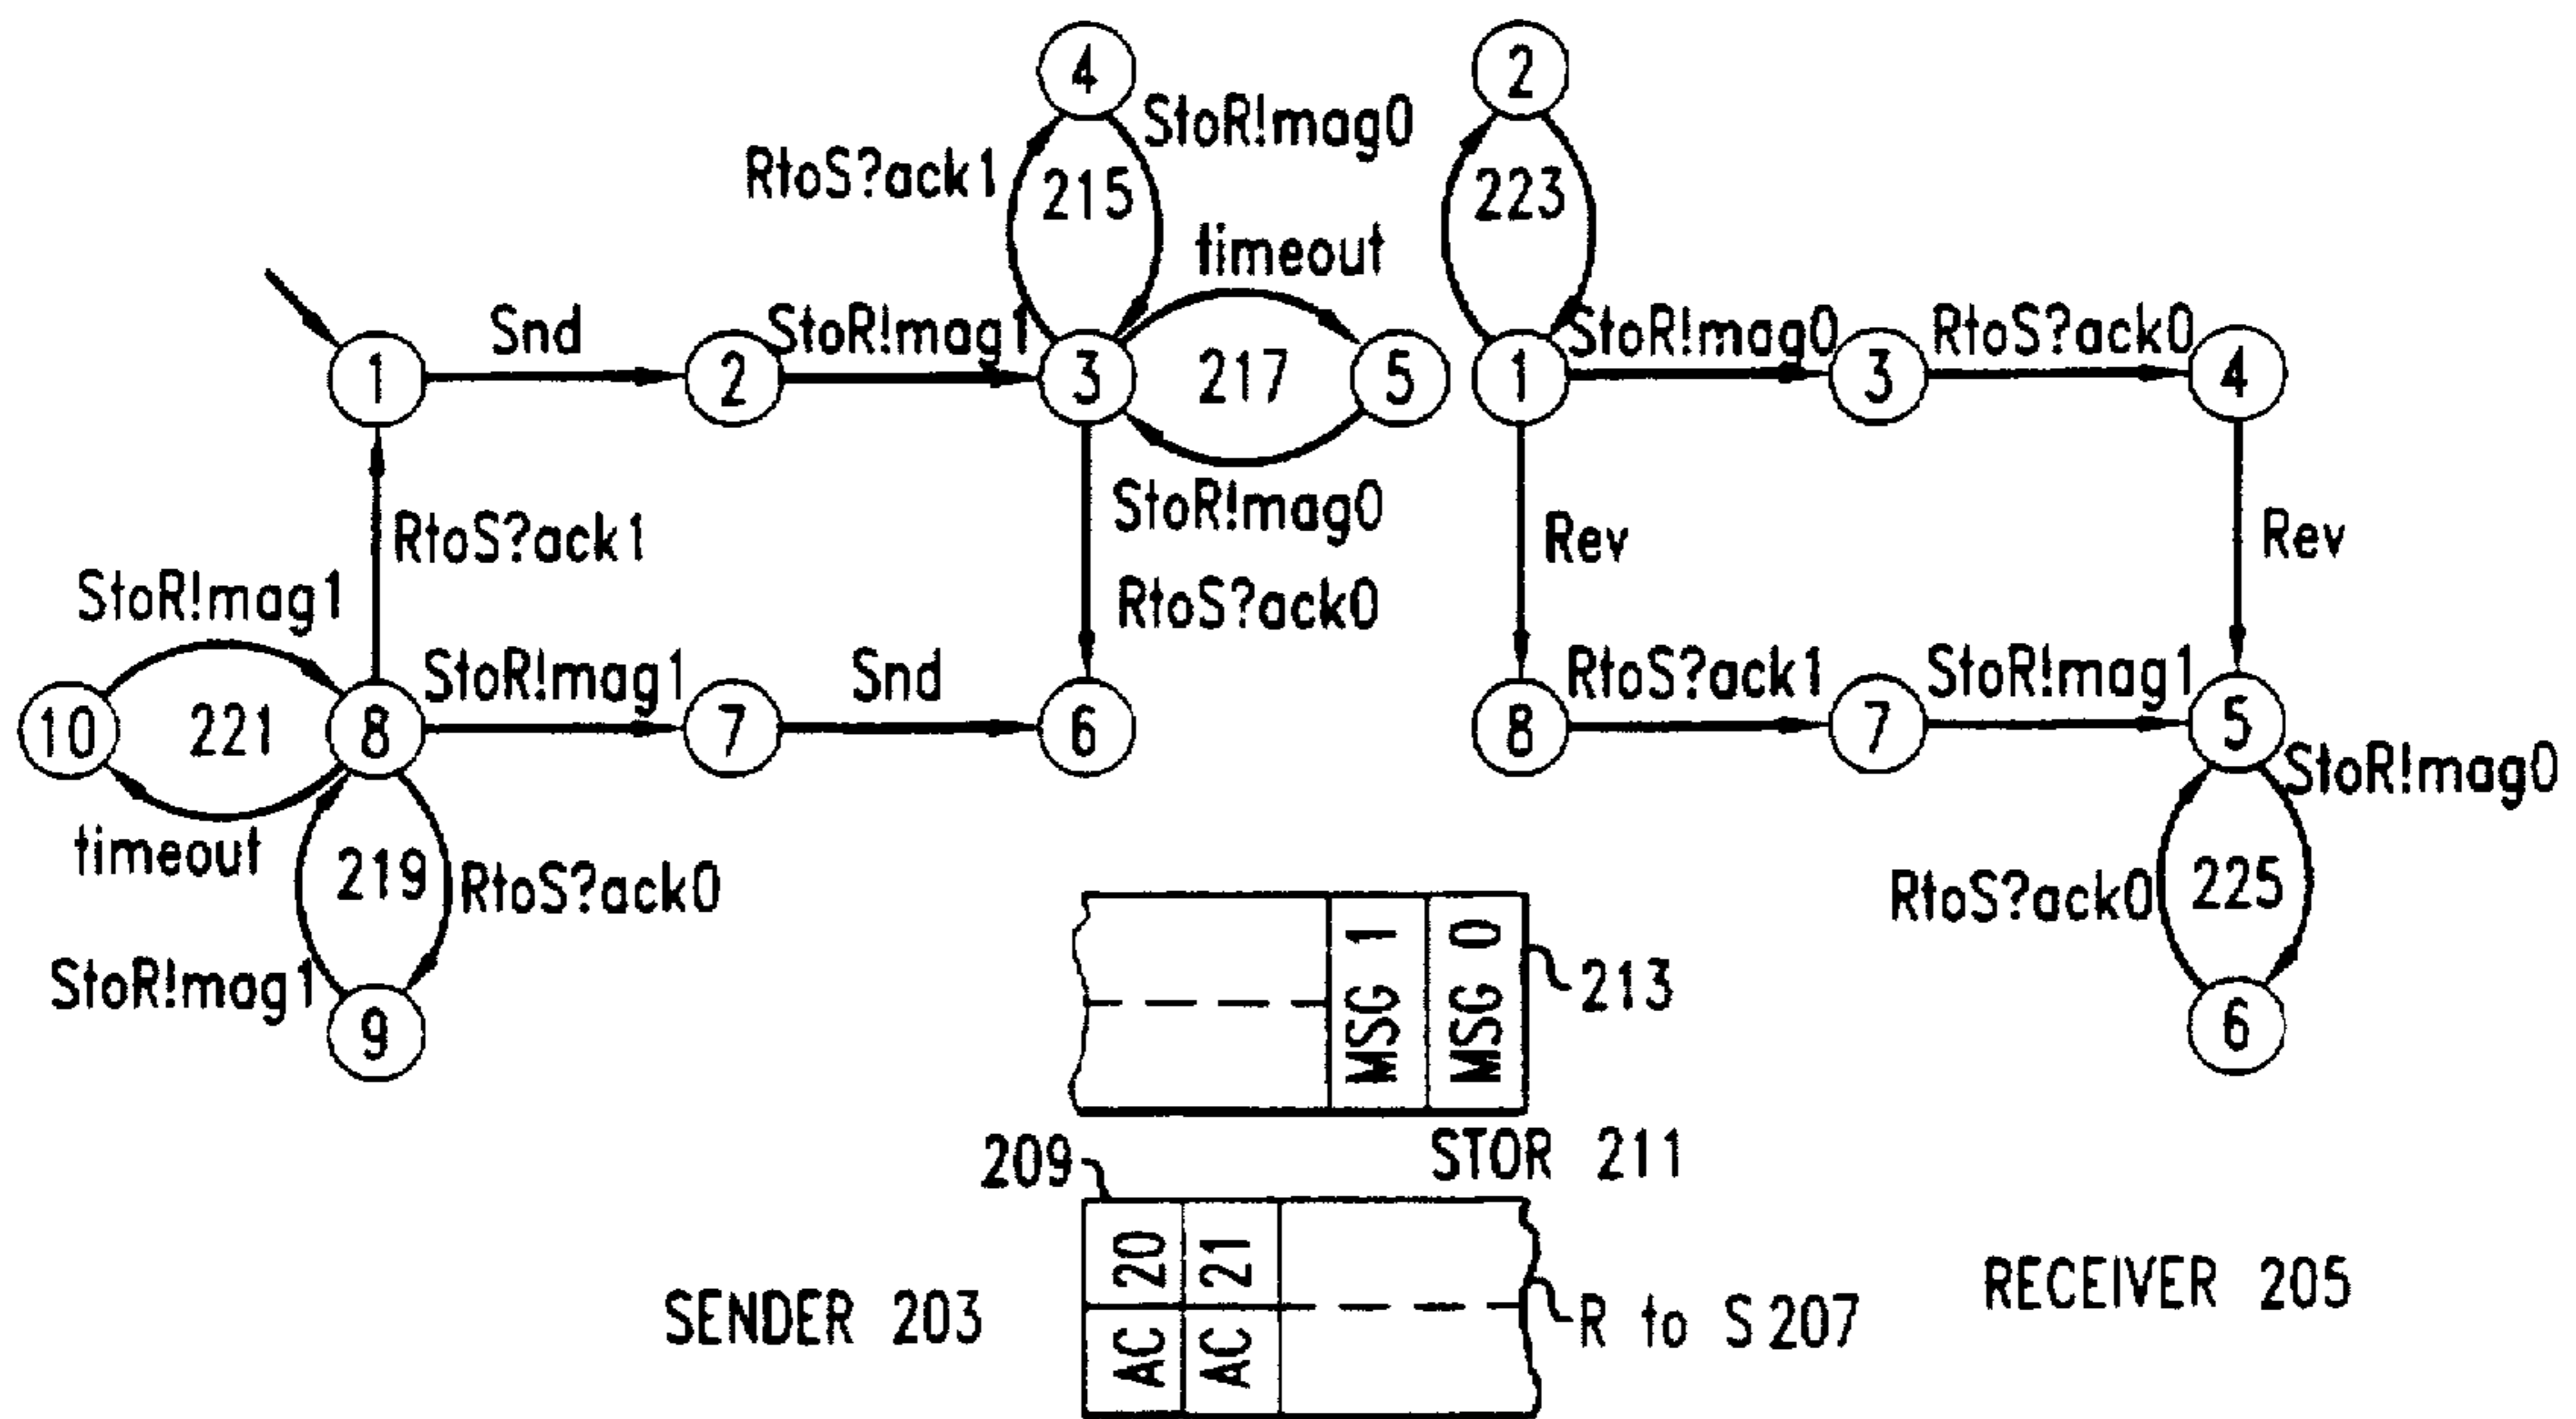 4
2
StoR!mag0
RtoS?ack1
215
223
timeout
Snd
StoR!mag1
StoR!mag0
RtoS?ack0
1
2
3
217
5
1
3
4
StoR!mag0
RtoS?ack1
Rev
Rev
StoR!mag1
RtoS?ack0
StoR!mag1
Snd
RtoS?ack1
StoR!mag1
10
221
8
7
6
8
7
5
StoR!mag0
timeout
219
RtoS?ack0
RtoS?ack0
225
StoR!mag1
9
MSG 1
MSG 0
213
6
209
STOR 211
AC 20
AC 21
SENDER 203
R to S 207
RECEIVER 205